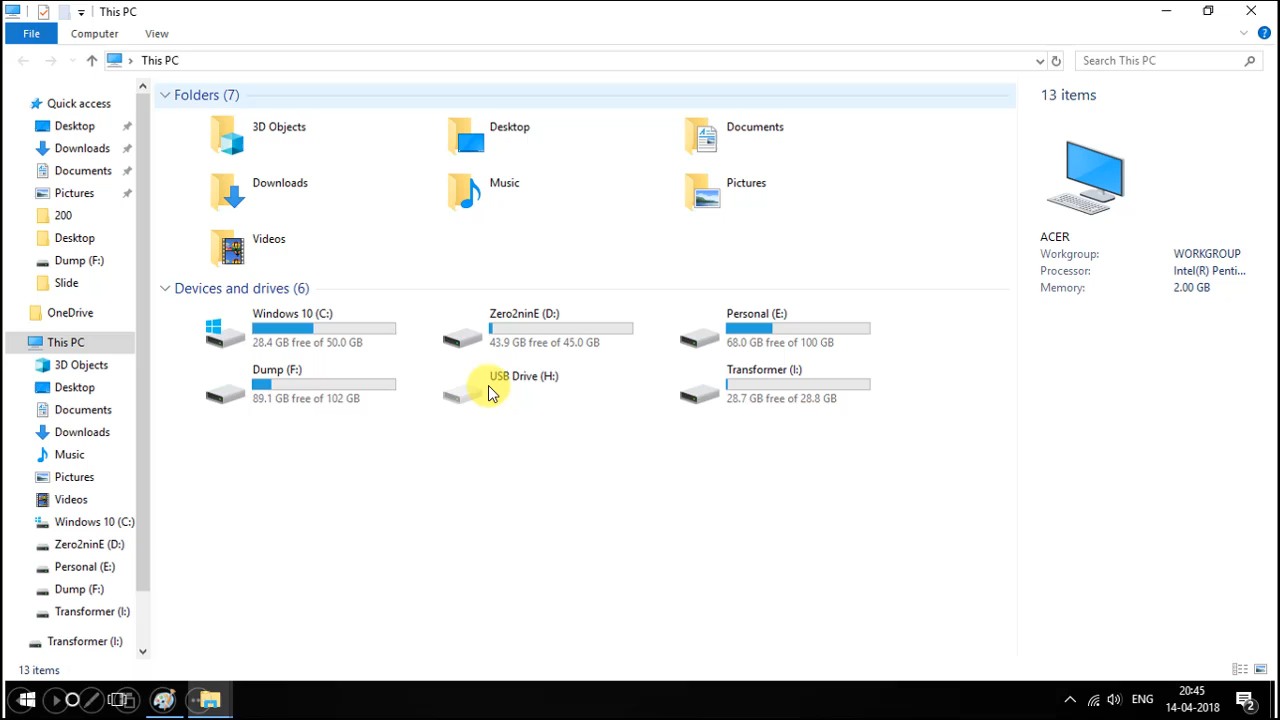 This PC
File
Computer
View
This PC
Search This PC
Quick access
Desktop
Downloads
Documents
Pictures
200
Desktop
Dump (F:)
Slide
OneDrive
This PC
3D Objects
Desktop
Documents
Downloads
Music
Pictures
Videos
Windows 10 (C:)
Zero2ninE (D:)
Personal (E:)
Dump (F:)
Transformer (I:)
Transformer (I:)
Folders (7)
3D Objects
Desktop
Documents
Downloads
Music
Pictures
Videos
Devices and drives (6)
Windows 10 (C:)
28.4 GB free of 50.0 GB
Zero2ninE (D:)
43.9 GB free of 45.0 GB
Personal (E:)
68.0 GB free of 100 GB
Dump (F:)
89.1 GB free of 102 GB
USB Drive (H:)
Transformer (I:)
28.7 GB free of 28.8 GB
13 items
ACER
Workgroup: WORKGROUP
Processor: Intel(R) Penti...
Memory: 2.00 GB
13 items
ENG
20:45
14-04-2018
2